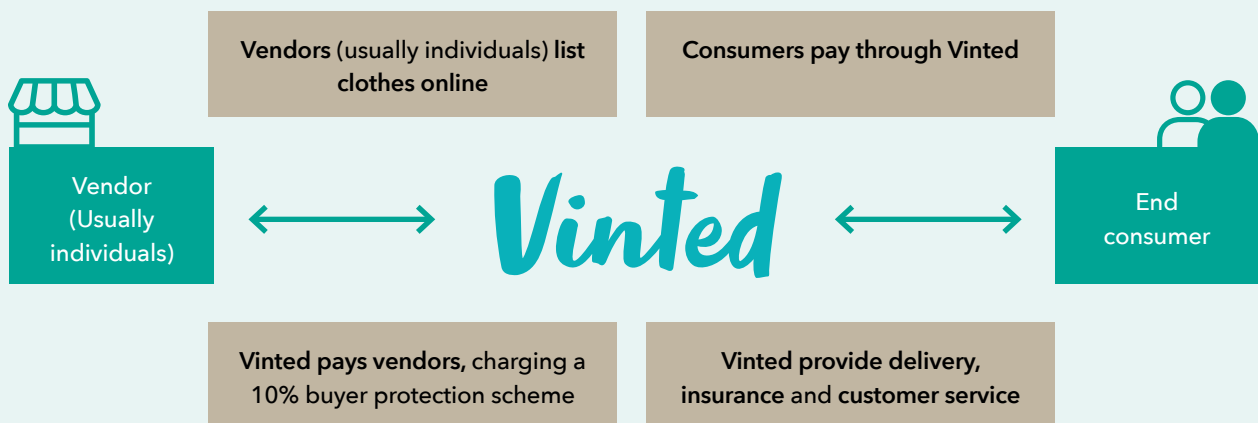 Vendors (usually individuals) list
clothes online
Consumers pay through Vinted
Vendor
(Usually
individuals)
Vinted
End
consumer
Vinted pays vendors, charging a
10% buyer protection scheme
Vinted provide delivery,
insurance and customer service